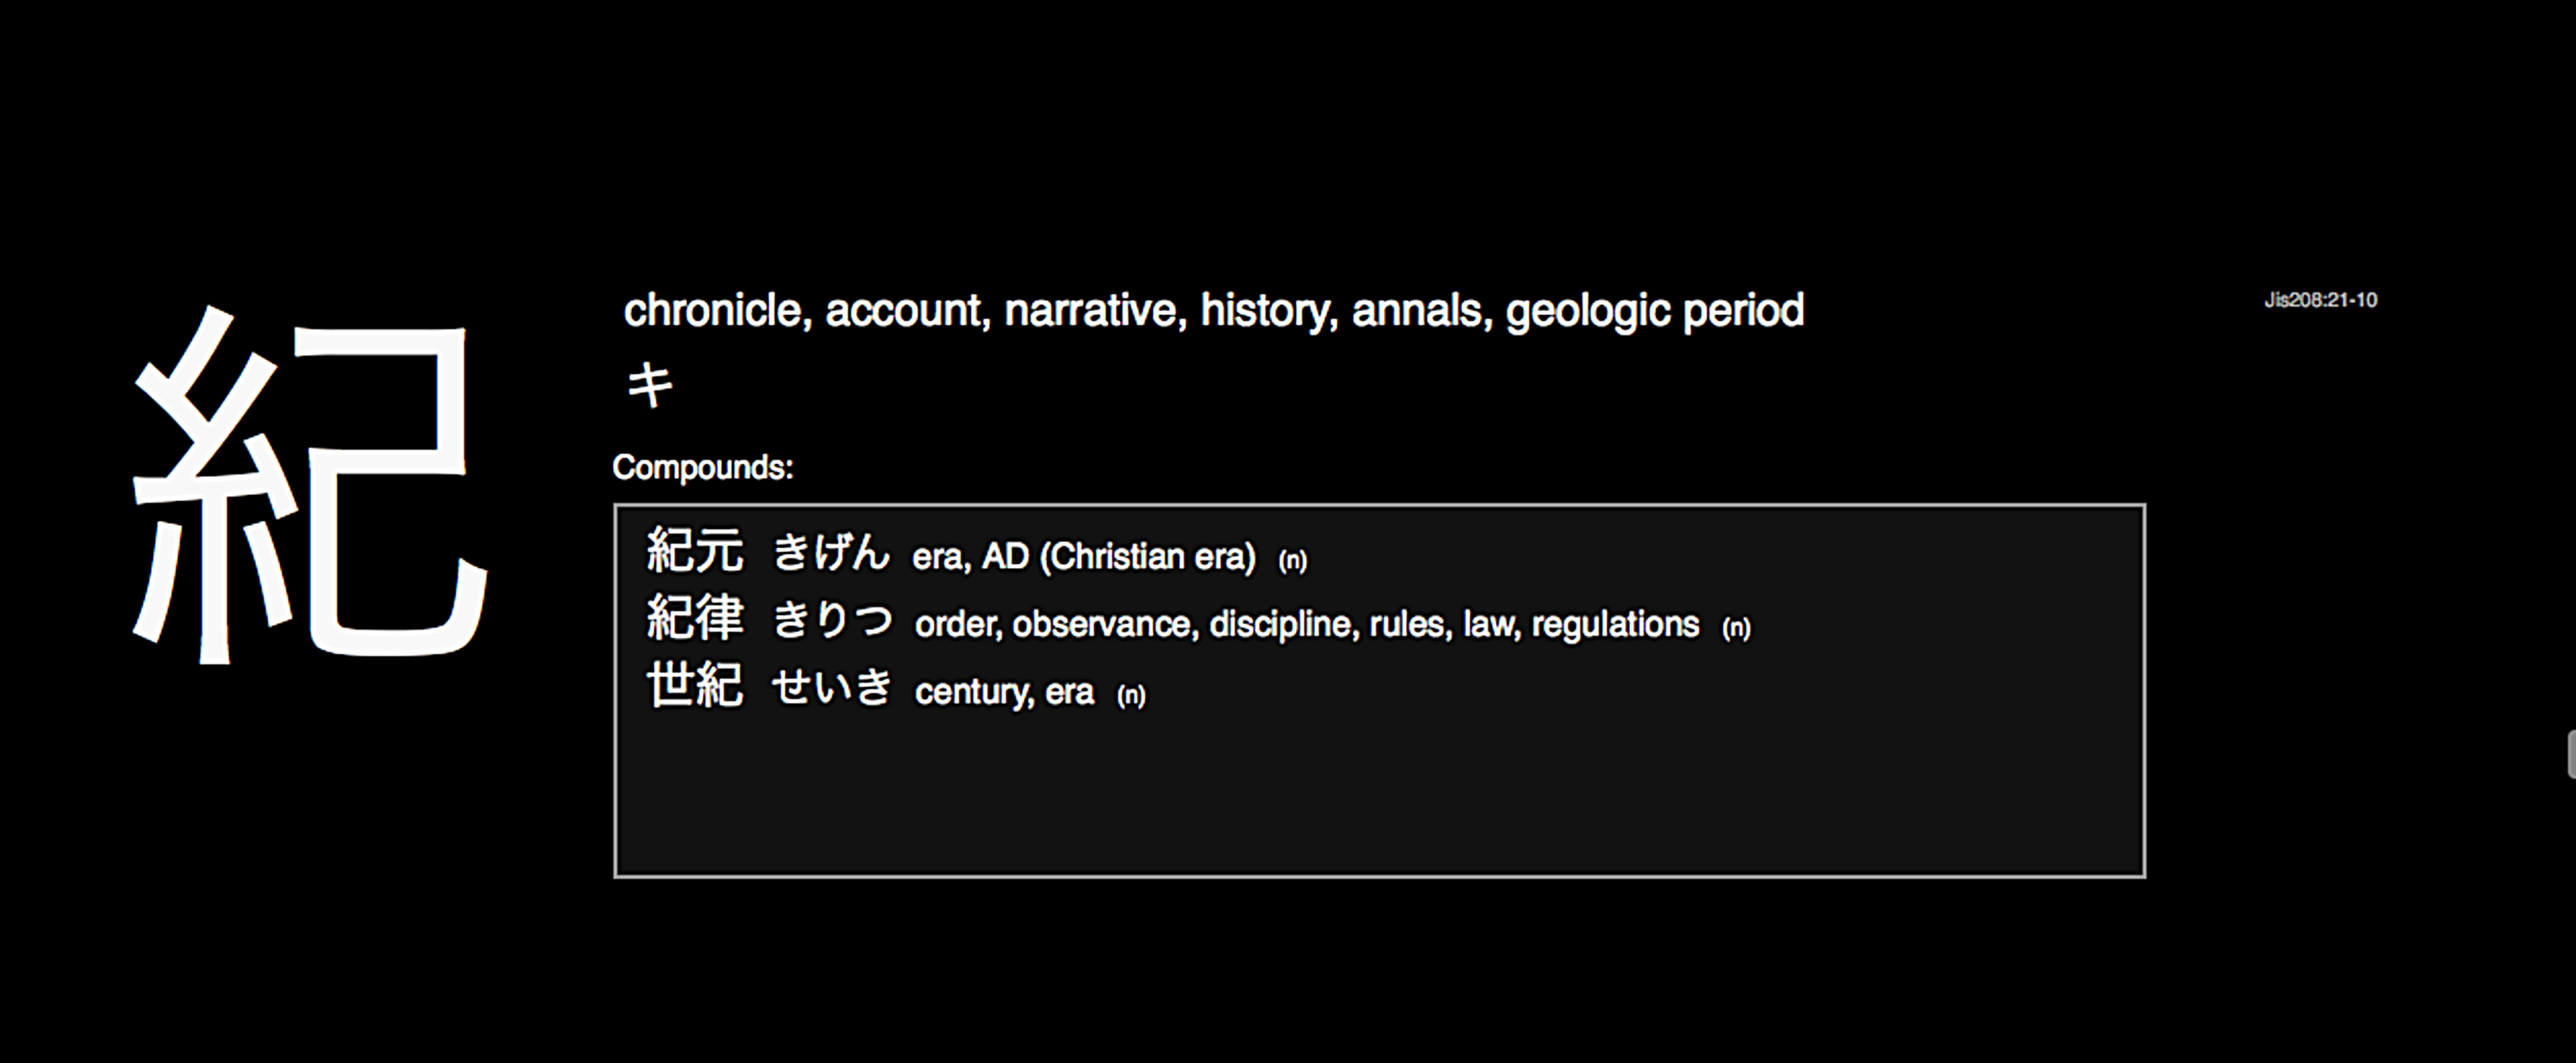 紀
chronicle, account, narrative, history, annals, geologic period
Jis208:21-10
キ
Compounds:
紀元 きげん era, AD (Christian era) (n)
紀律 きりつ order, observance, discipline, rules, law, regulations (n)
世紀 せいき century, era (n)